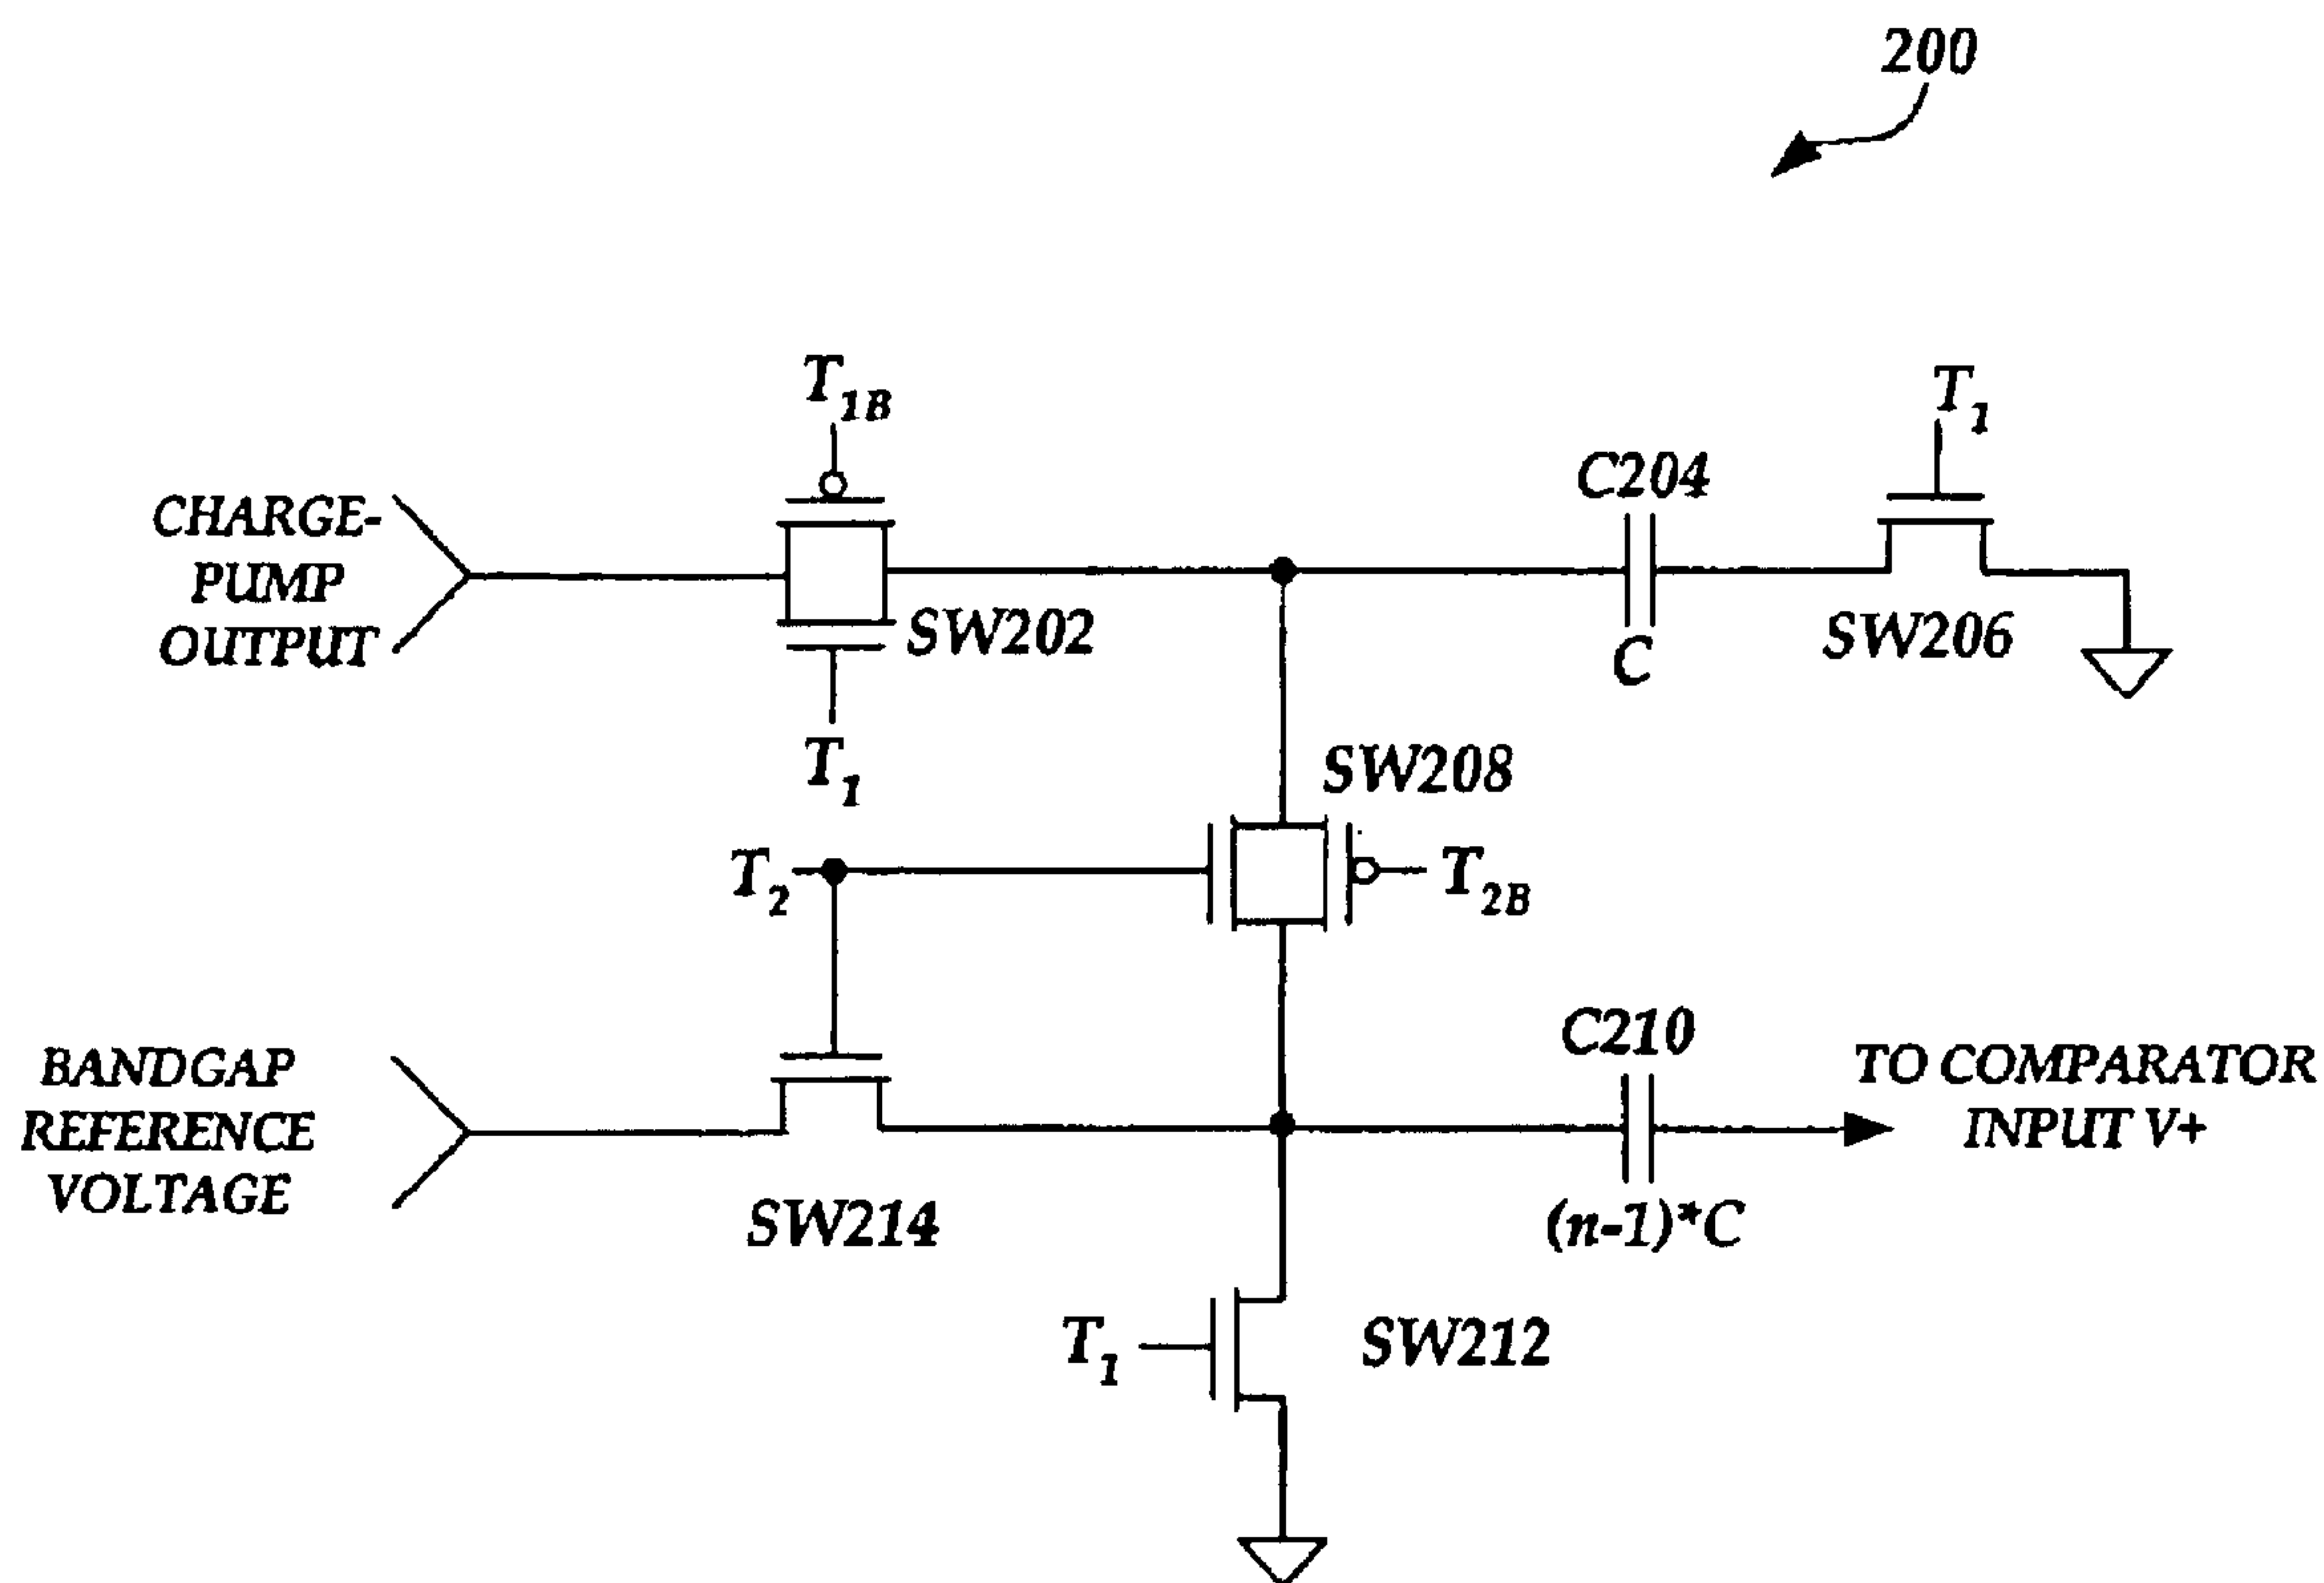 200
T1B
T1
C204
CHARGE-
PUMP
OUTPUT
SW202
C
SW206
T1
SW208
T2
T2B
C210
BANDGAP
REFERENCE
VOLTAGE
TO COMPARATOR
INPUT V+
SW214
(n-1)*C
T1
SW212